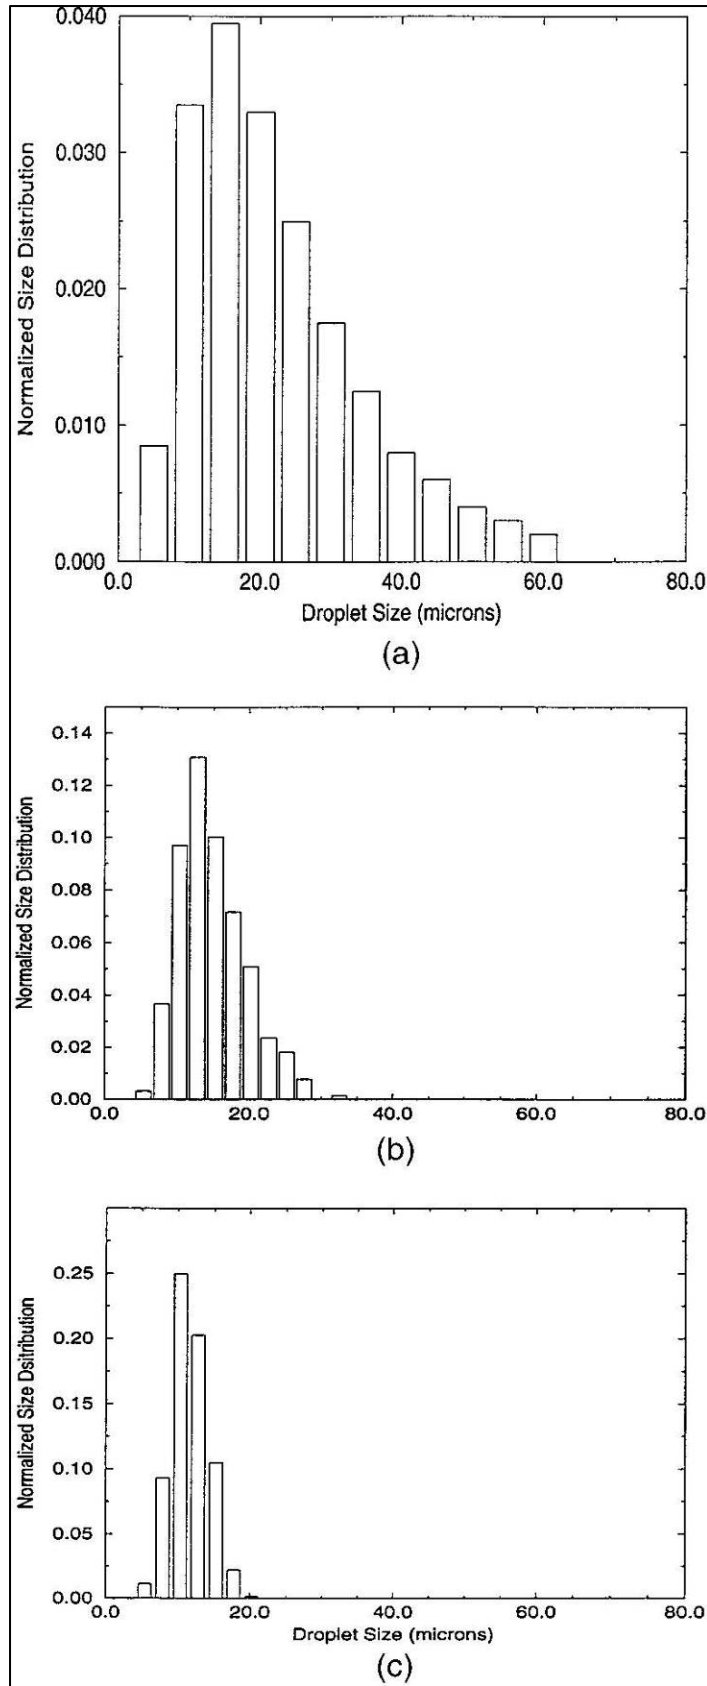 0.040
0.030
0.020
0.010
0.000
Normalized Size Distribution
0.0 20.0 40.0 60.0 80.0
Droplet Size (microns)
(a)
0.14
0.12
0.10
0.08
0.06
0.04
0.02
0.00
Normalized Size Distribution
0.0 20.0 40.0 60.0 80.0
(b)
0.25
0.20
0.15
0.10
0.05
0.00
Normalized Size Dsitribution
0.0 20.0 40.0 60.0 80.0
Droplet Size (microns)
(c)